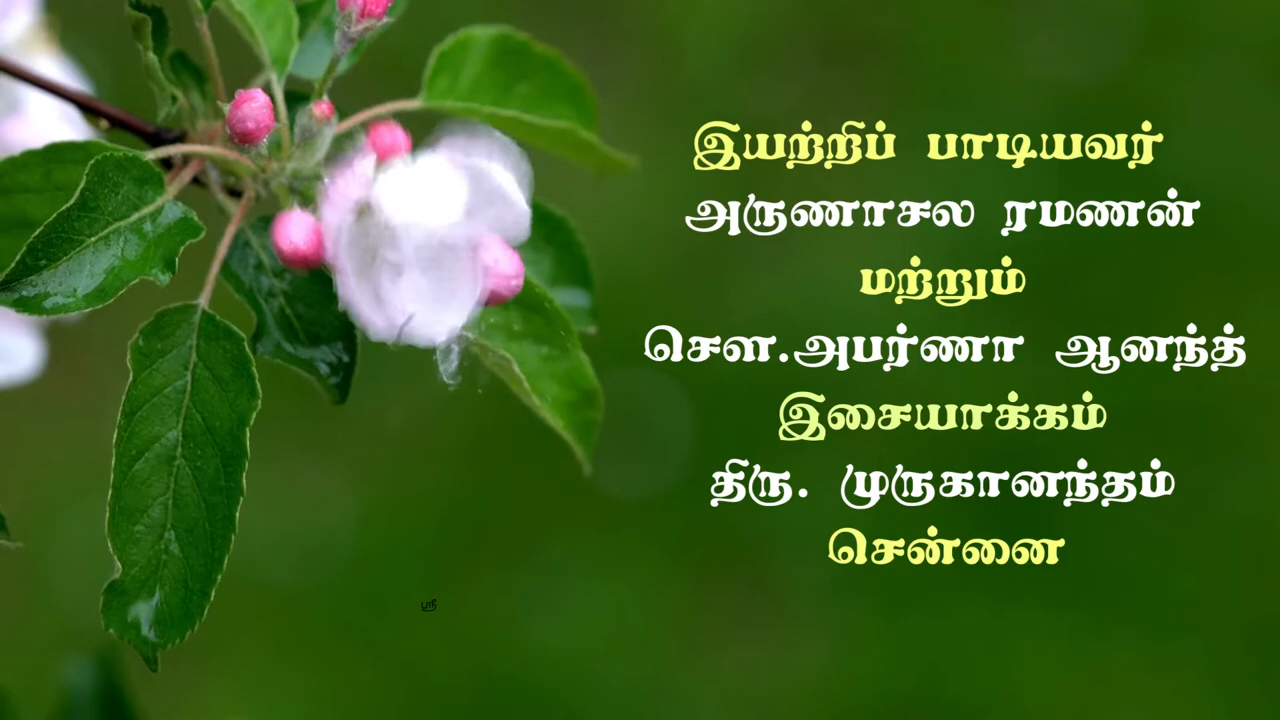 இயற்றிப் பாடியவர்
அருணாசல ரமணன்
மற்றும்
சௌ.அபர்ணா ஆனந்த்
இசையாக்கம்
திரு. முருகானந்தம்
சென்னை
ஸ்ரீ